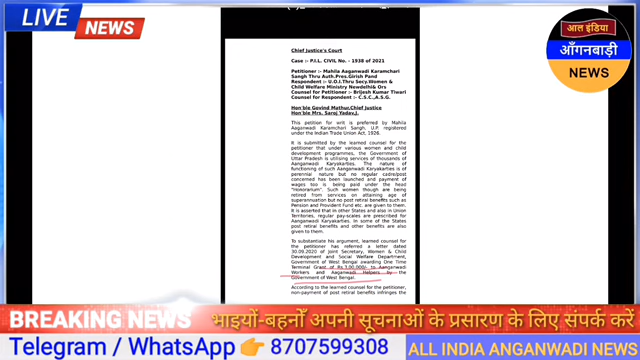 LIVE
NEWS
आल इंडिया
आँगनबाड़ी
NEWS
Chief Justice's Court
Case :- P.I.L. CIVIL No. - 1938 of 2021
Petitioner :- Mahila Aaganwadi Karamchari
Sangh Thru Auth.Pres.Girish Pand
Respondent :- U.O.I.Thru Secy.Women &
Child Welfare Ministry Newdelhi& Ors
Counsel for Petitioner :- Brijesh Kumar Tiwari
Counsel for Respondent :- C.S.C.,A.S.G.
Hon'ble Govind Mathur,Chief Justice
Hon'ble Mrs. Saroj Yadav,J.
This petition for writ is preferred by Mahila
Aaganwadi Karamchari Sangh, U.P. registered
under the Indian Trade Union Act, 1926.
It is submitted by the learned counsel for the
petitioner that under various women and child
development programmes, the Government of
Uttar Pradesh is utilising services of thousands of
Aanganwadi Karyakarties. The nature of
functioning of such Aanganwadi Karyakarties is
of perennial nature but no regular cadre/post
concerned has been launched and payment of
wages too is being paid under the head
"Honorarium". Such women though are being
retired from services on attaining age of
superannuation but no post retiral benefits such as
Pension and Provident Fund etc. are given to them.
It is asserted that in other States and also in Union
Territories, regular pay-scales are prescribed for
Aanganwadi Karyakarties. In some of the States
post retiral benefits and other benefits are also
given to them.
To substantiate his argument, learned counsel for
the petitioner has referred a letter dated
30.09.2020 of Joint Secretary, Women & Child
Development and Social Welfare Department,
Government of West Bengal awarding One Time
Terminal Grant of Rs.3,00,000/- to Aanganwadi
Workers and Aaganwadi Helpers by the
Government of West Bengal.
According to the learned counsel for the petitioner,
non-payment of post retiral benefits infringes the
BREAKING NEWS
भाइयों-बहनों अपनी सूचनाओं के प्रसारण के लिए संपर्क करें
Telegram / WhatsApp 👉 8707599308
ALL INDIA ANGANWADI NEWS